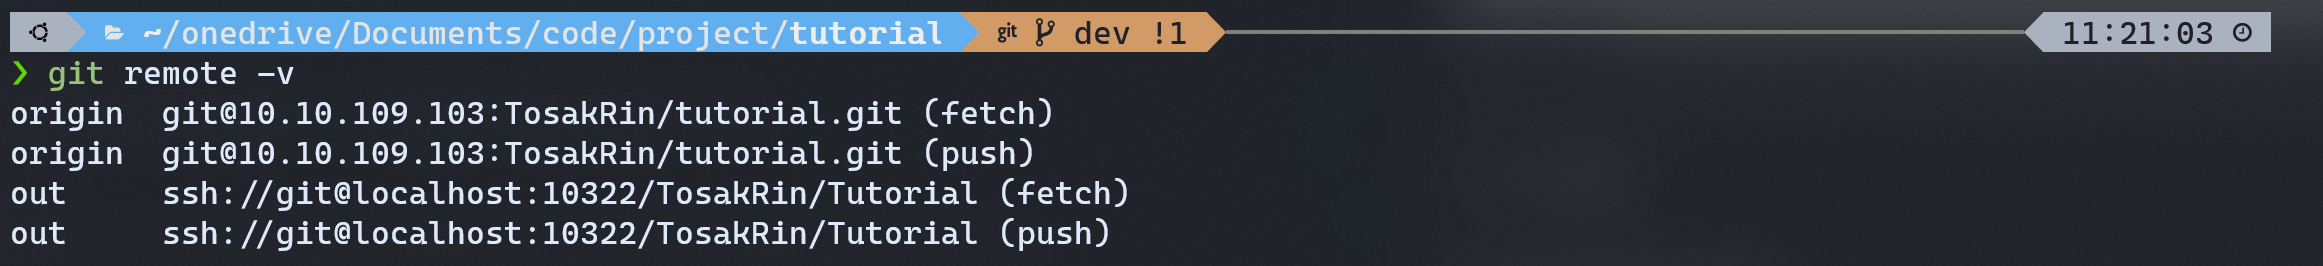 ~/onedrive/Documents/code/project/tutorial git dev !1 11:21:03
❯ git remote -v
origin  git@10.10.109.103:TosakRin/tutorial.git (fetch)
origin  git@10.10.109.103:TosakRin/tutorial.git (push)
out     ssh://git@localhost:10322/TosakRin/Tutorial (fetch)
out     ssh://git@localhost:10322/TosakRin/Tutorial (push)